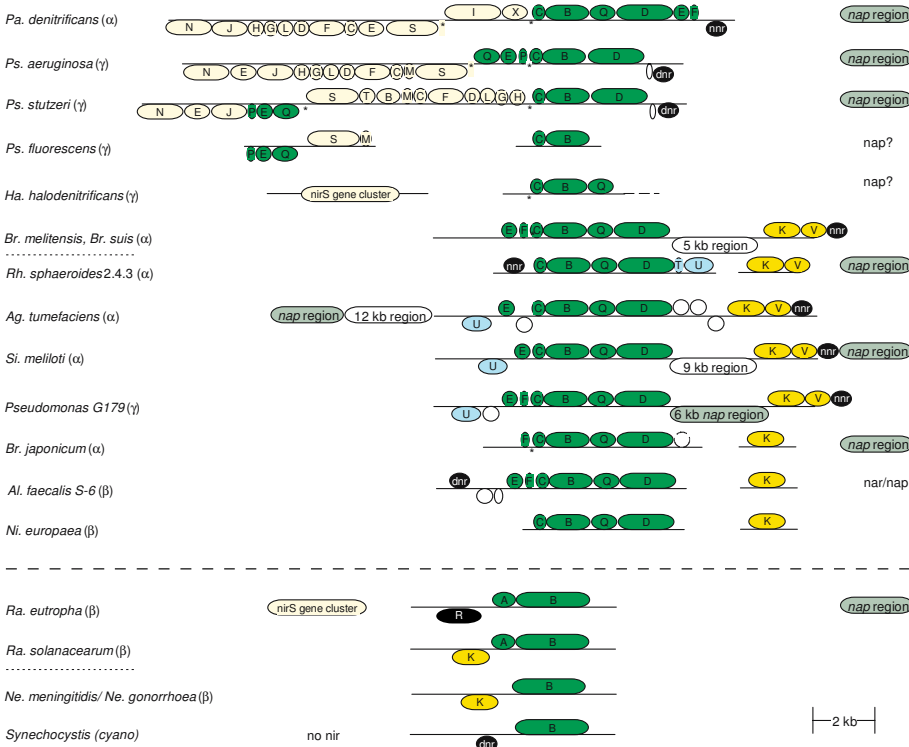 I X C B Q D E F
Pa. denitrificans (α) nap region
N J H G L D F C E S * * nnr
Q E P C B D
Ps. aeruginosa (γ) nap region
N E J H G L D F C M S * * dnr
S T B M C F D L G H C B D
Ps. stutzeri (γ) nap region
N E J P E Q * * dnr
S M C B
Ps. fluorescens (γ) nap?
P E Q
Ha. halodenitrificans (γ) nirS gene cluster C B Q nap?
*
Br. melitensis, Br. suis (α) E F C B Q D K V nnr
5 kb region
Rh. sphaeroides 2.4.3 (α) nnr C B Q D T U K V nap region
Ag. tumefaciens (α) nap region 12 kb region E C B Q D K V nnr
U
Si. meliloti (α) E C B Q D K V nnr nap region
U 9 kb region
Pseudomonas G179 (γ) E F C B Q D K V nnr
U 6 kb nap region
Br. japonicum (α) F C B Q D K nap region
*
Al. faecalis S-6 (β) dnr E F C B Q D K nar/nap
Ni. europaea (β) C B Q D K
Ra. eutropha (β) nirS gene cluster A B nap region
R
Ra. solanacearum (β) A B
K
Ne. meningitidis/ Ne. gonorrhoea (β) B
K
Synechocystis (cyano) no nir B
dnr
2 kb